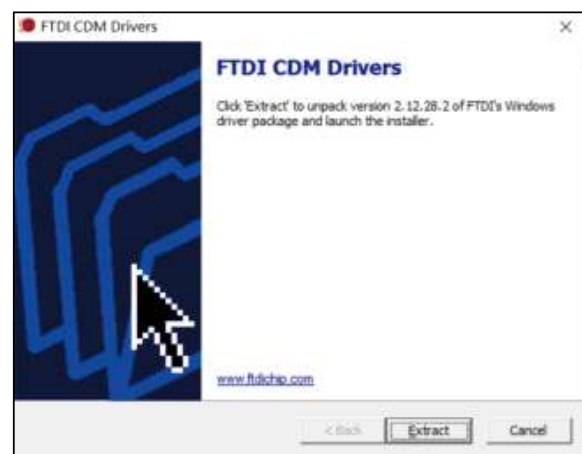 FTDI CDM Drivers
FTDI CDM Drivers
Click 'Extract' to unpack version 2.12.28.2 of FTDI's Windows
driver package and launch the installer.
www.ftdichip.com
< Back Extract Cancel